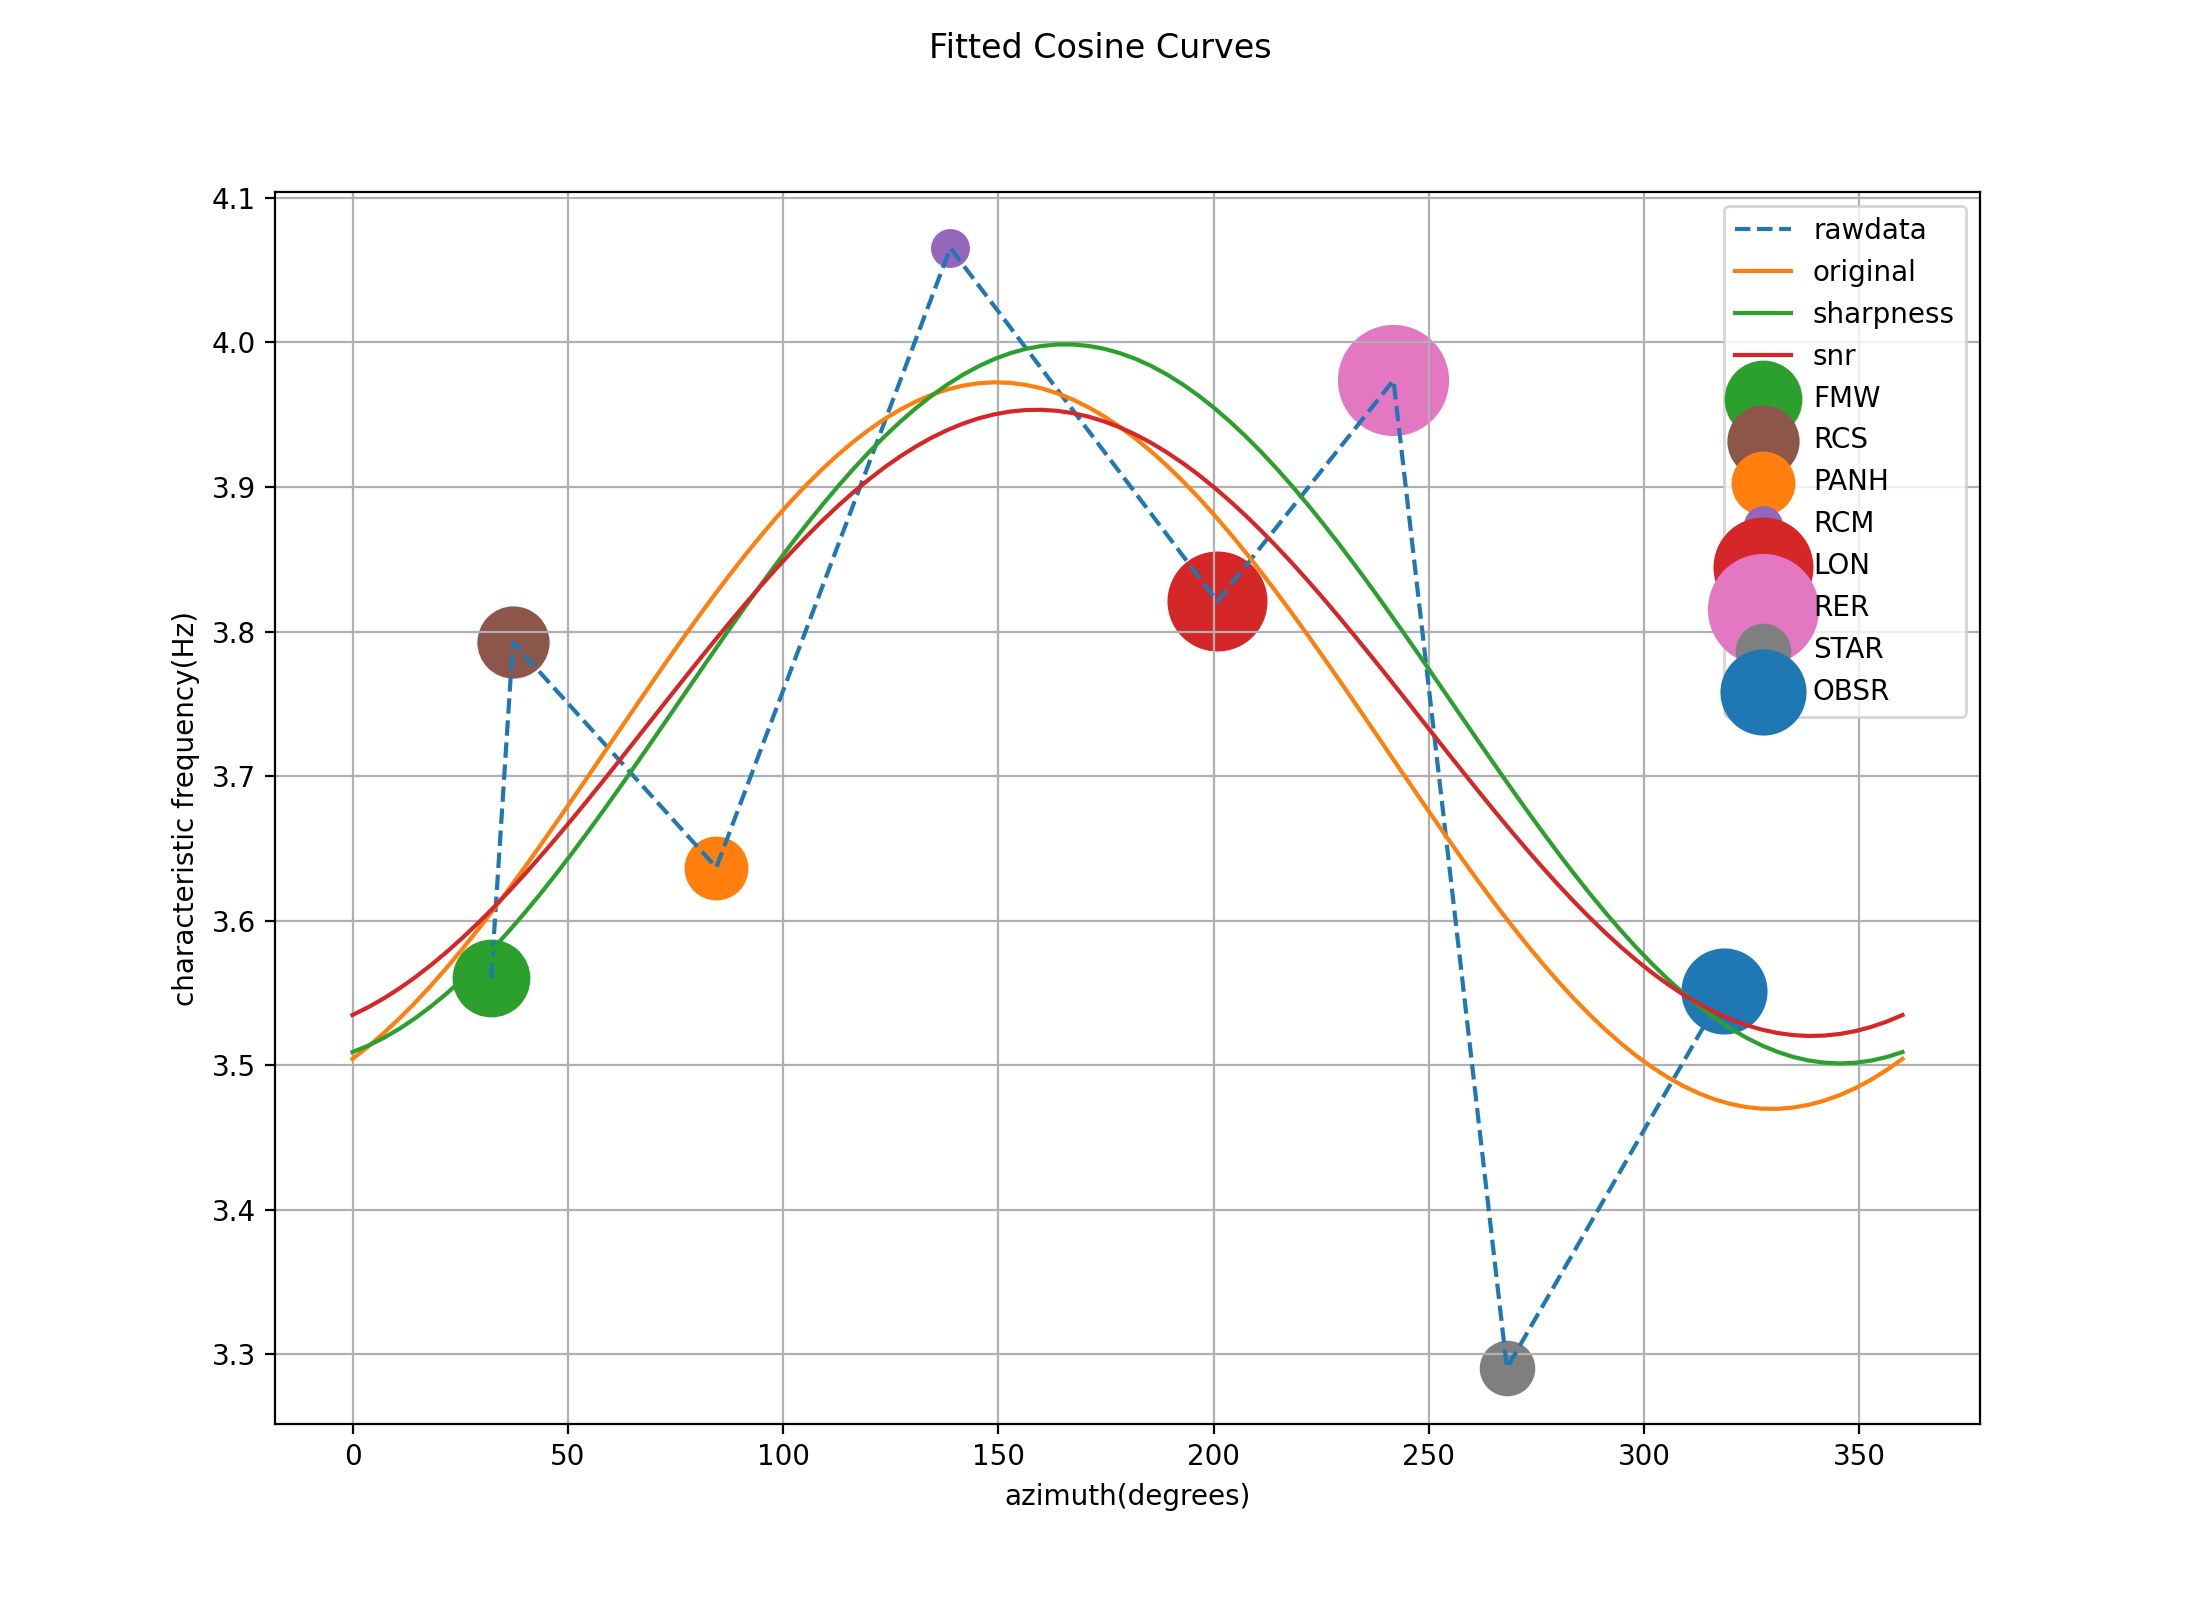 Fitted Cosine Curves
4.1
4.0
3.9
3.8
3.7
3.6
3.5
3.4
3.3
characteristic frequency(Hz)
rawdata
original
sharpness
snr
FMW
RCS
PANH
RCM
LON
RER
STAR
OBSR
0 50 100 150 200 250 300 350
azimuth(degrees)